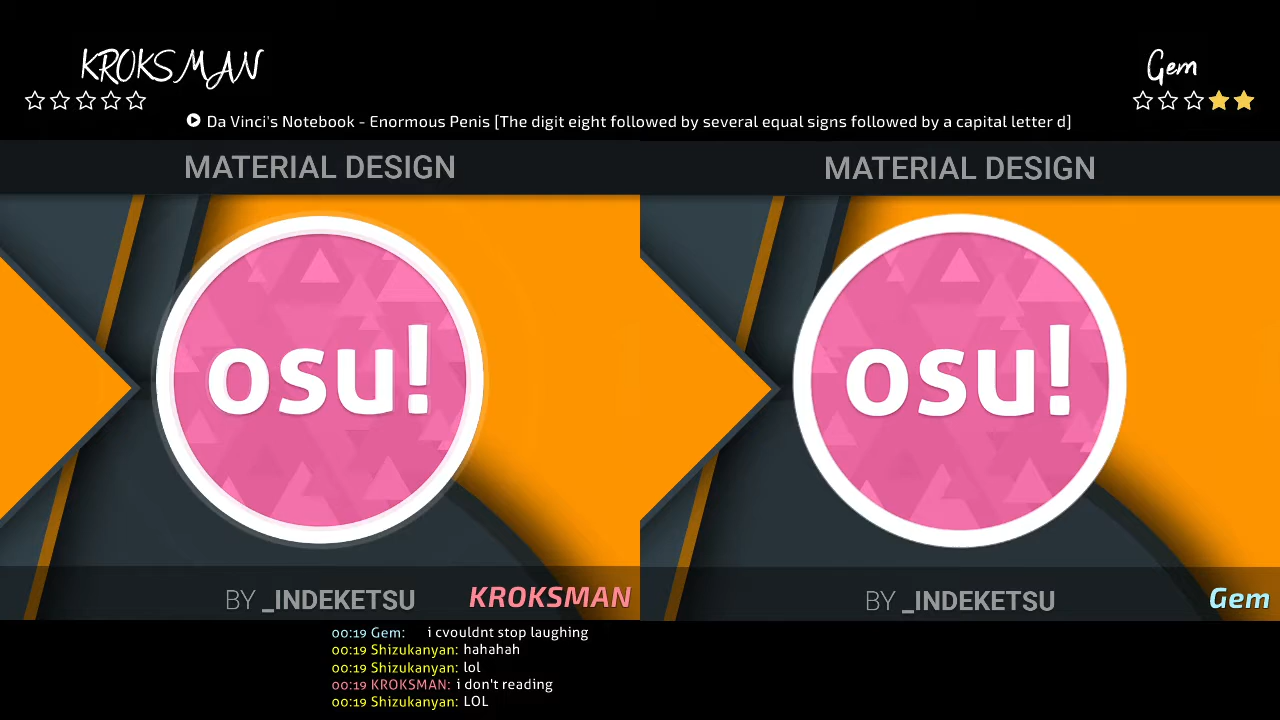 KROKSMAN
Gem
Da Vinci's Notebook - Enormous Penis [The digit eight followed by several equal signs followed by a capital letter d]
MATERIAL DESIGN
MATERIAL DESIGN
osu!
osu!
BY _INDEKETSU
KROKSMAN
BY _INDEKETSU
Gem
00:19 Gem: i cvouldnt stop laughing
00:19 Shizukanyan: hahahah
00:19 Shizukanyan: lol
00:19 KROKSMAN: i don't reading
00:19 Shizukanyan: LOL